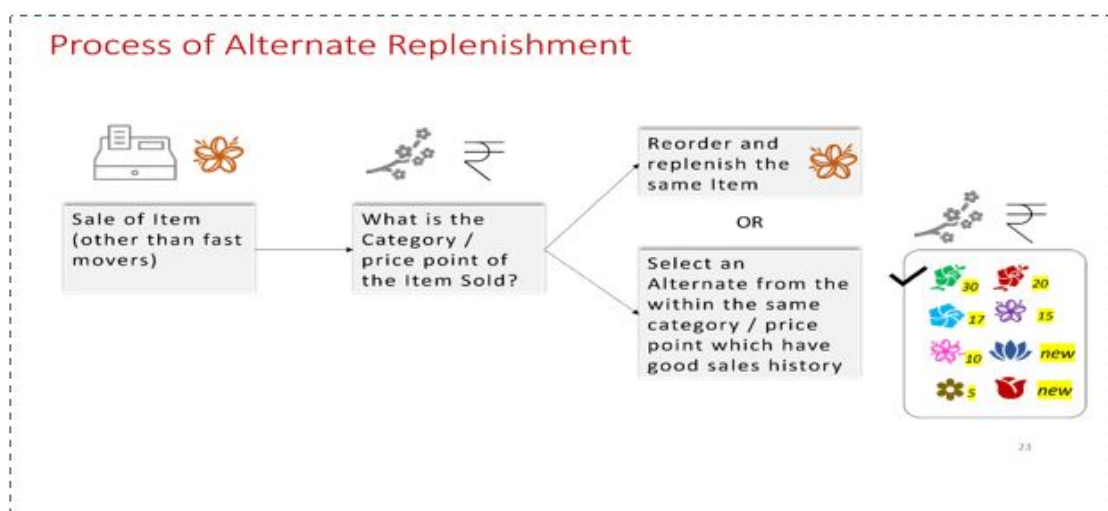 Process of Alternate Replenishment
Sale of Item
(other than fast
movers)
₹
What is the
Category /
price point of
the Item Sold?
Reorder and
replenish the
same Item
OR
Select an
Alternate from the
within the same
category / price
point which have
good sales history
₹
30 20
17 15
10 new
5 new
23